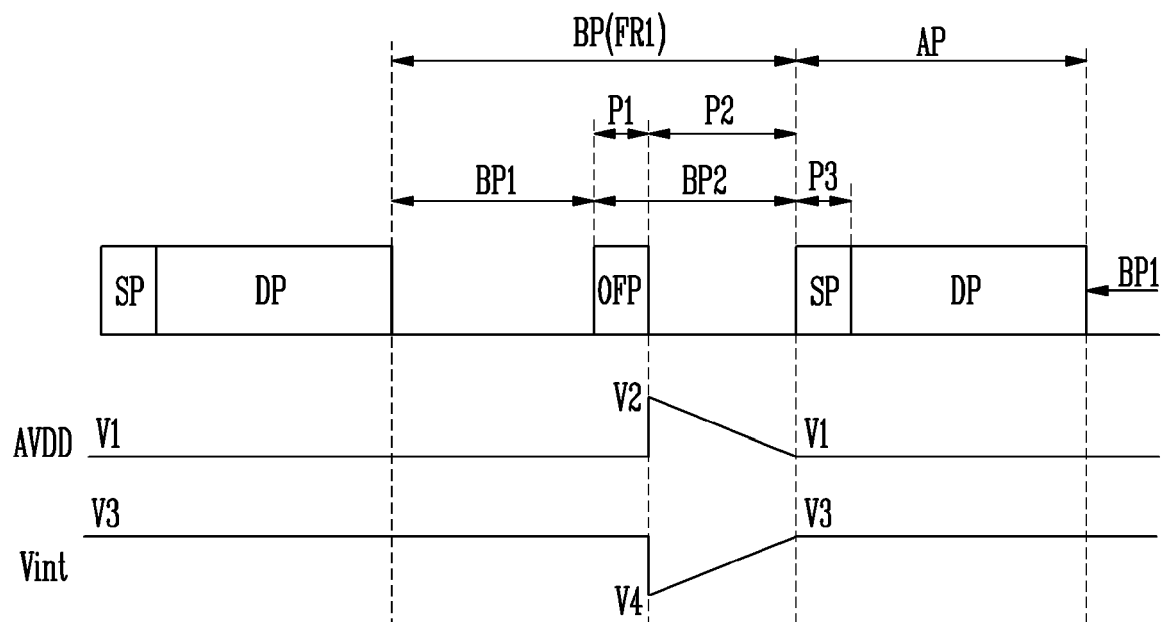 BP(FR1)
AP
P1
P2
BP1
BP2
P3
SP
DP
OFP
SP
DP
BP1
V2
AVDD
V1
V1
V3
V3
Vint
V4